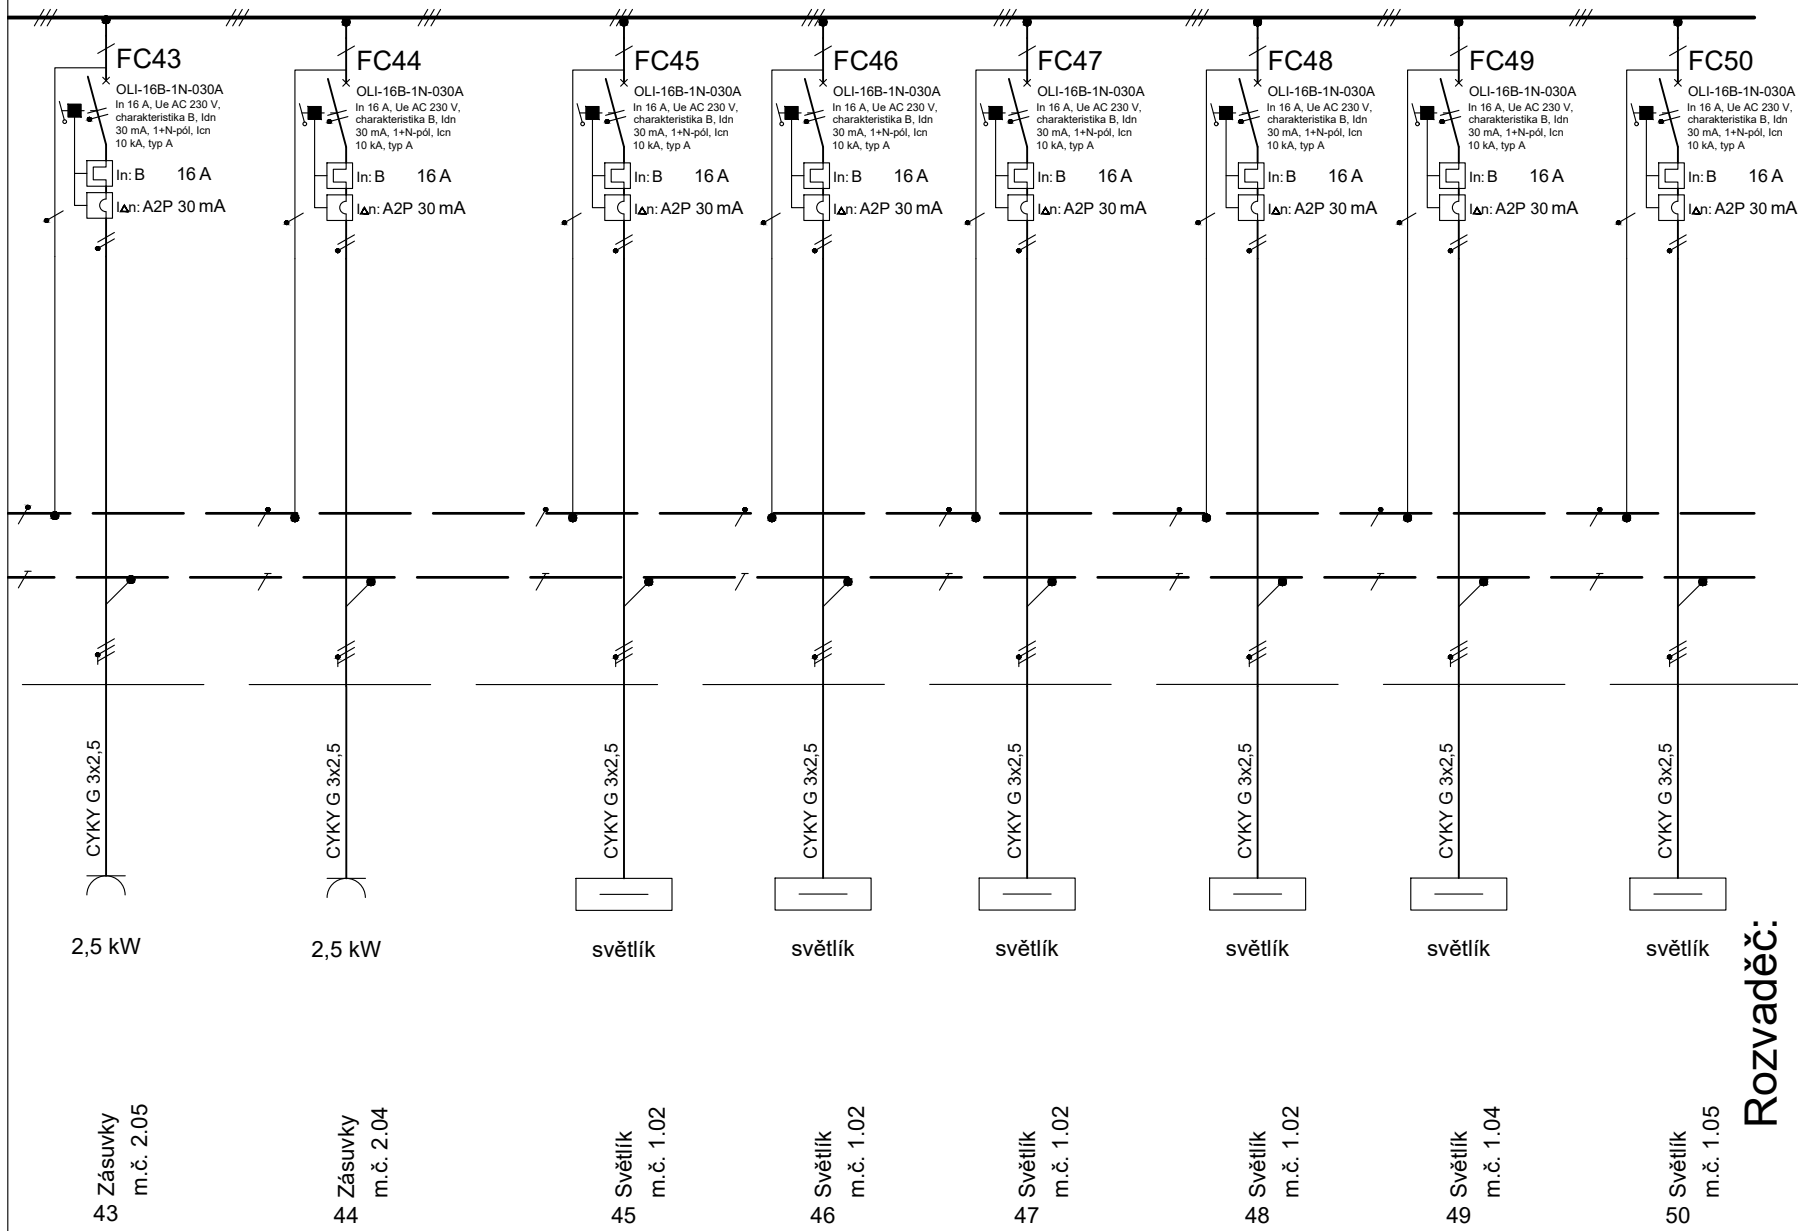 FC43
OLI-16B-1N-030A
In 16 A, Ue AC 230 V,
charakteristika B, Idn
30 mA, 1+N-pól, Icn
10 kA, typ A
In: B 16 A
I∆n: A2P 30 mA
FC44
OLI-16B-1N-030A
In 16 A, Ue AC 230 V,
charakteristika B, Idn
30 mA, 1+N-pól, Icn
10 kA, typ A
In: B 16 A
I∆n: A2P 30 mA
FC45
OLI-16B-1N-030A
In 16 A, Ue AC 230 V,
charakteristika B, Idn
30 mA, 1+N-pól, Icn
10 kA, typ A
In: B 16 A
I∆n: A2P 30 mA
FC46
OLI-16B-1N-030A
In 16 A, Ue AC 230 V,
charakteristika B, Idn
30 mA, 1+N-pól, Icn
10 kA, typ A
In: B 16 A
I∆n: A2P 30 mA
FC47
OLI-16B-1N-030A
In 16 A, Ue AC 230 V,
charakteristika B, Idn
30 mA, 1+N-pól, Icn
10 kA, typ A
In: B 16 A
I∆n: A2P 30 mA
FC48
OLI-16B-1N-030A
In 16 A, Ue AC 230 V,
charakteristika B, Idn
30 mA, 1+N-pól, Icn
10 kA, typ A
In: B 16 A
I∆n: A2P 30 mA
FC49
OLI-16B-1N-030A
In 16 A, Ue AC 230 V,
charakteristika B, Idn
30 mA, 1+N-pól, Icn
10 kA, typ A
In: B 16 A
I∆n: A2P 30 mA
FC50
OLI-16B-1N-030A
In 16 A, Ue AC 230 V,
charakteristika B, Idn
30 mA, 1+N-pól, Icn
10 kA, typ A
In: B 16 A
I∆n: A2P 30 mA
CYKY G 3x2,5
CYKY G 3x2,5
CYKY G 3x2,5
CYKY G 3x2,5
CYKY G 3x2,5
CYKY G 3x2,5
CYKY G 3x2,5
CYKY G 3x2,5
2,5 kW
2,5 kW
světlík
světlík
světlík
světlík
světlík
světlík
Rozvaděč:
Zásuvky
m.č. 2.05
43
Zásuvky
m.č. 2.04
44
Světlík
m.č. 1.02
45
Světlík
m.č. 1.02
46
Světlík
m.č. 1.02
47
Světlík
m.č. 1.02
48
Světlík
m.č. 1.04
49
Světlík
m.č. 1.05
50